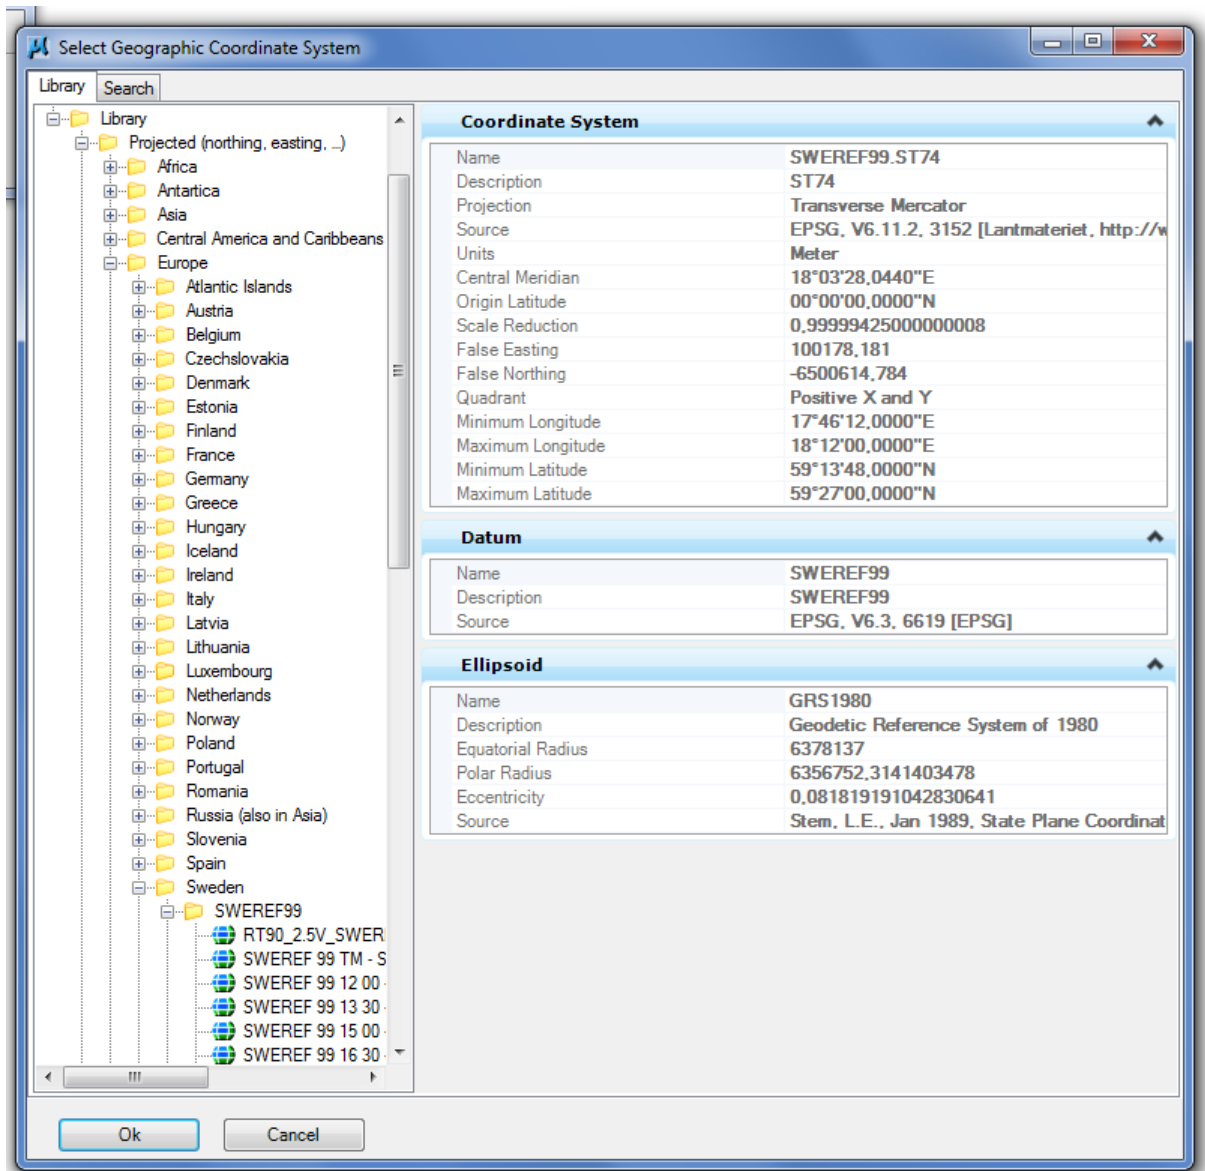 Select Geographic Coordinate System
Library Search
Library
Projected (northing, easting, ...)
Africa
Antartica
Asia
Central America and Caribbeans
Europe
Atlantic Islands
Austria
Belgium
Czechslovakia
Denmark
Estonia
Finland
France
Germany
Greece
Hungary
Iceland
Ireland
Italy
Latvia
Lithuania
Luxembourg
Netherlands
Norway
Poland
Portugal
Romania
Russia (also in Asia)
Slovenia
Spain
Sweden
SWEREF99
RT90_2.5V_SWER
SWEREF 99 TM - S
SWEREF 99 12 00 -
SWEREF 99 13 30 -
SWEREF 99 15 00 -
SWEREF 99 16 30 -
Coordinate System
Name SWEREF99.ST74
Description ST74
Projection Transverse Mercator
Source EPSG, V6.11.2, 3152 [Lantmateriet, http://w
Units Meter
Central Meridian 18°03'28,0440"E
Origin Latitude 00°00'00,0000"N
Scale Reduction 0,99999425000000008
False Easting 100178,181
False Northing -6500614,784
Quadrant Positive X and Y
Minimum Longitude 17°46'12,0000"E
Maximum Longitude 18°12'00,0000"E
Minimum Latitude 59°13'48,0000"N
Maximum Latitude 59°27'00,0000"N
Datum
Name SWEREF99
Description SWEREF99
Source EPSG, V6.3, 6619 [EPSG]
Ellipsoid
Name GRS1980
Description Geodetic Reference System of 1980
Equatorial Radius 6378137
Polar Radius 6356752,3141403478
Eccentricity 0,081819191042830641
Source Stem, L.E., Jan 1989, State Plane Coordinat
Ok Cancel